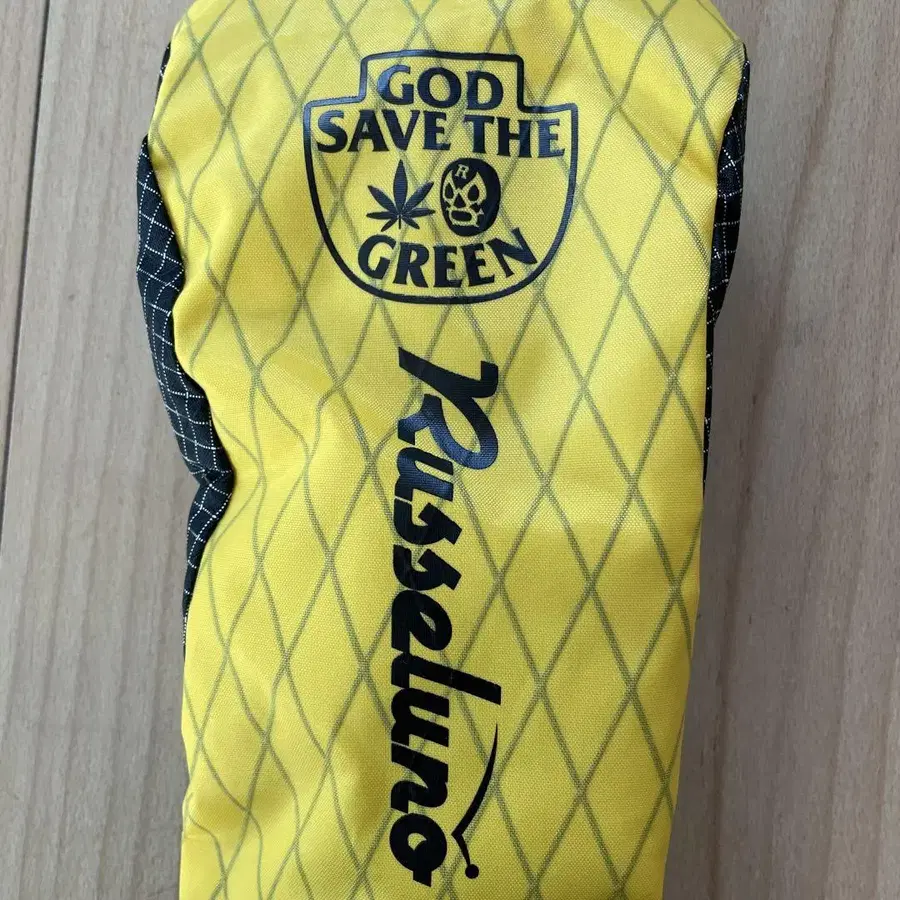 GOD
SAVE THE
R
GREEN
Russeluno